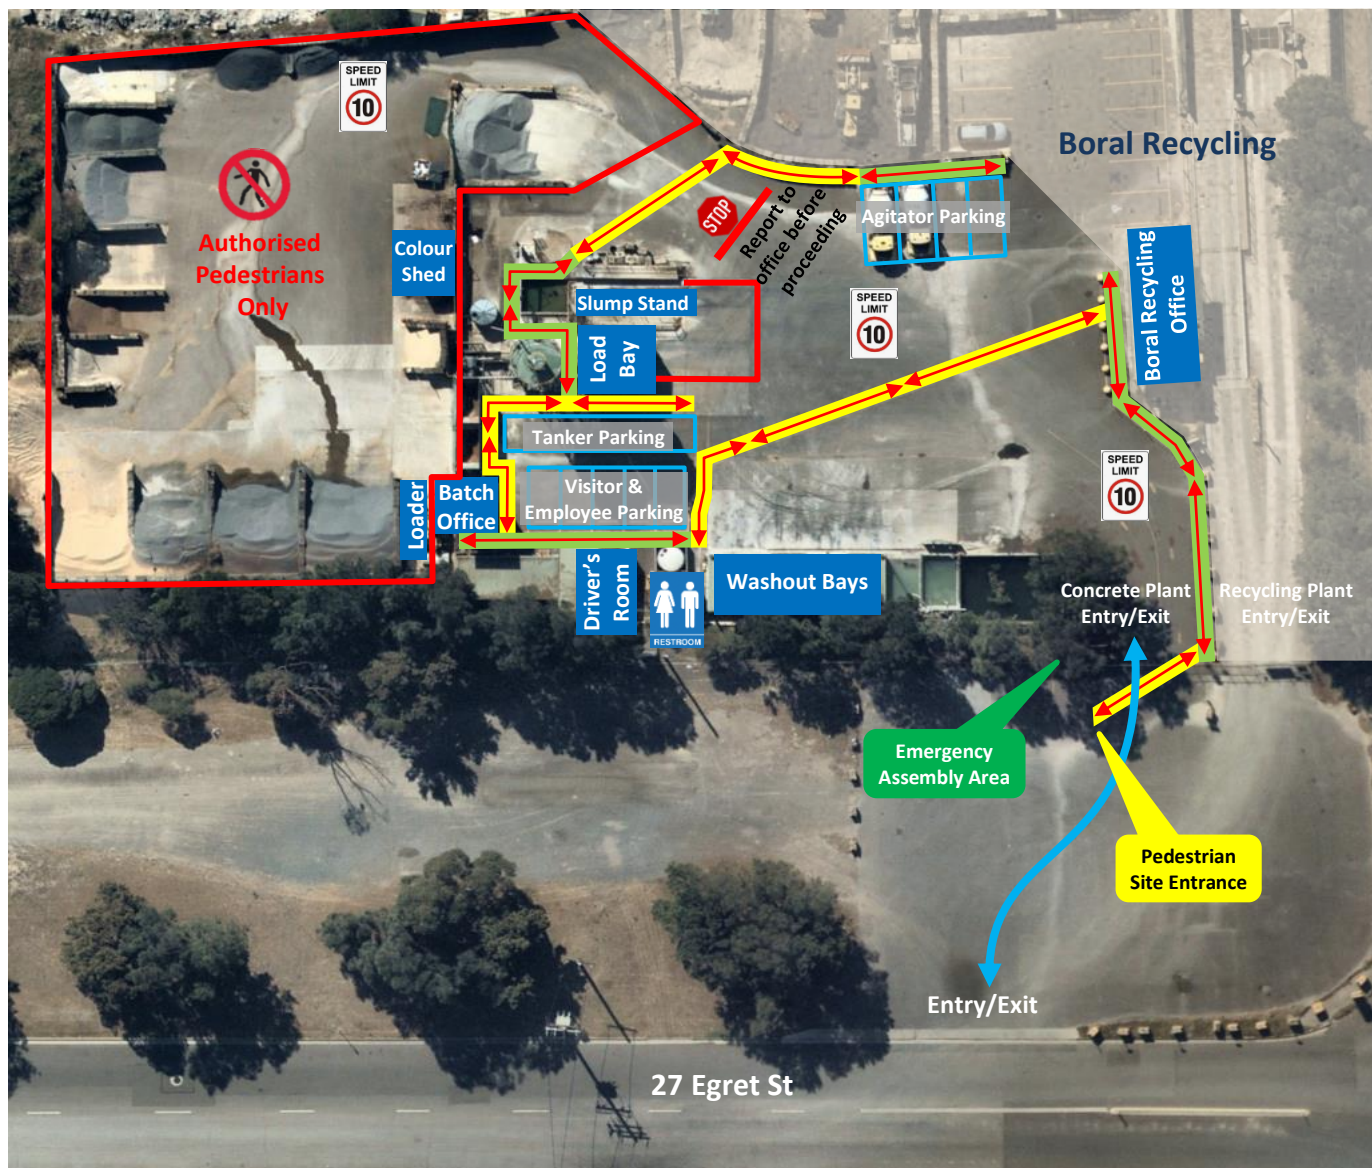 SPEED
LIMIT
10
Boral Recycling
Authorised
Pedestrians
Only
Colour
Shed
STOP
Report to
office before
proceeding
Agitator Parking
Boral Recycling
Office
SPEED
LIMIT
10
Slump Stand
Load
Bay
Tanker Parking
Visitor &
Employee Parking
Loader
Batch
Office
SPEED
LIMIT
10
Driver's
Room
RESTROOM
Washout Bays
Concrete Plant
Entry/Exit
Recycling Plant
Entry/Exit
Emergency
Assembly Area
Pedestrian
Site Entrance
Entry/Exit
27 Egret St